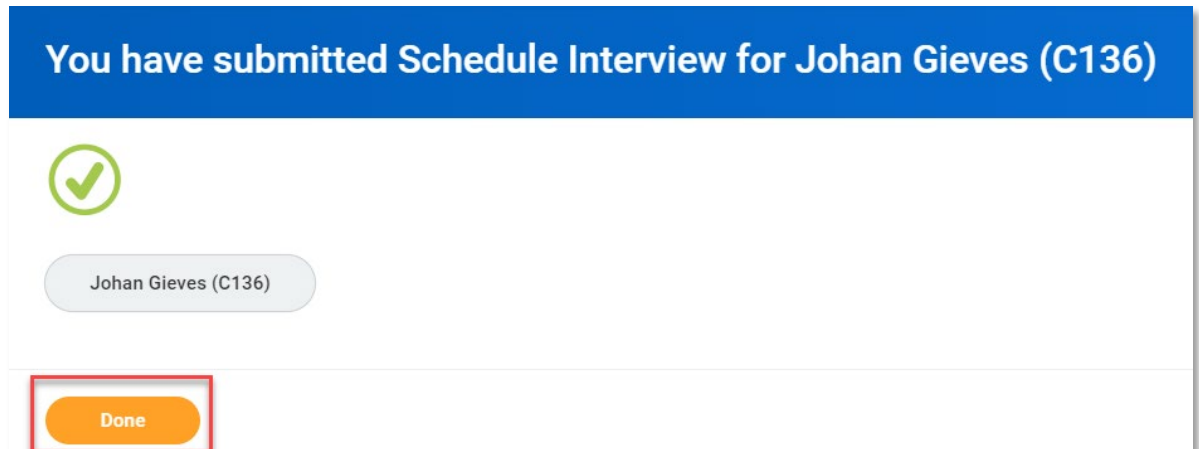 You have submitted Schedule Interview for Johan Gieves (C136)
Johan Gieves (C136)
Done